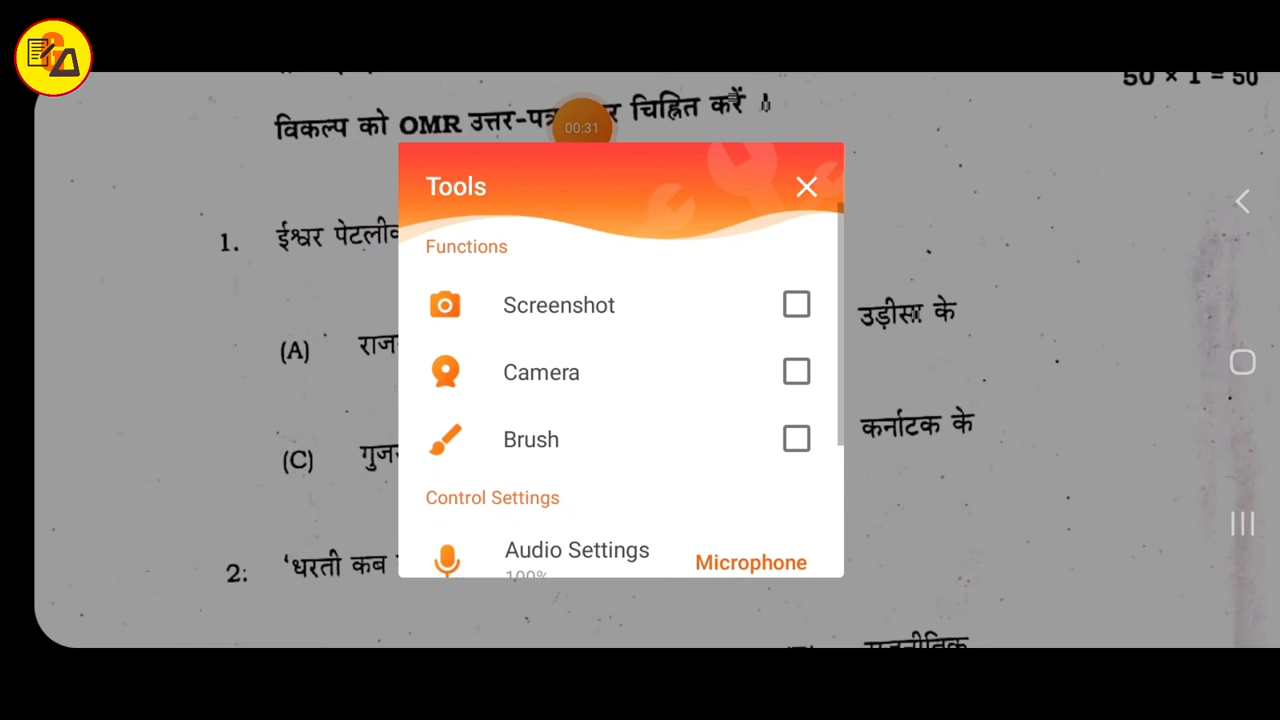 50 × 1 = 50
विकल्प को OMR उत्तर-पत्र चिह्नित करें
00:31
Tools
Functions
1. ईश्वर
Screenshot
(A) उड़ीसा के
Camera
(C) कर्नाटक के
Brush
Control Settings
2: 'धरती कब
Audio Settings
Microphone
100%